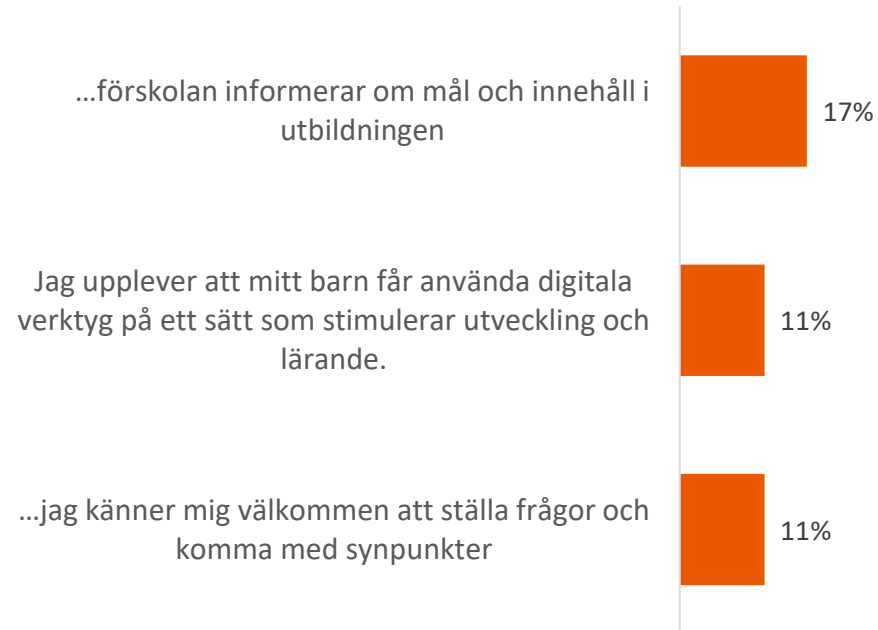 ...förskolan informerar om mål och innehåll i
utbildningen
17%
Jag upplever att mitt barn får använda digitala
verktyg på ett sätt som stimulerar utveckling och
lärande.
11%
...jag känner mig välkommen att ställa frågor och
komma med synpunkter
11%